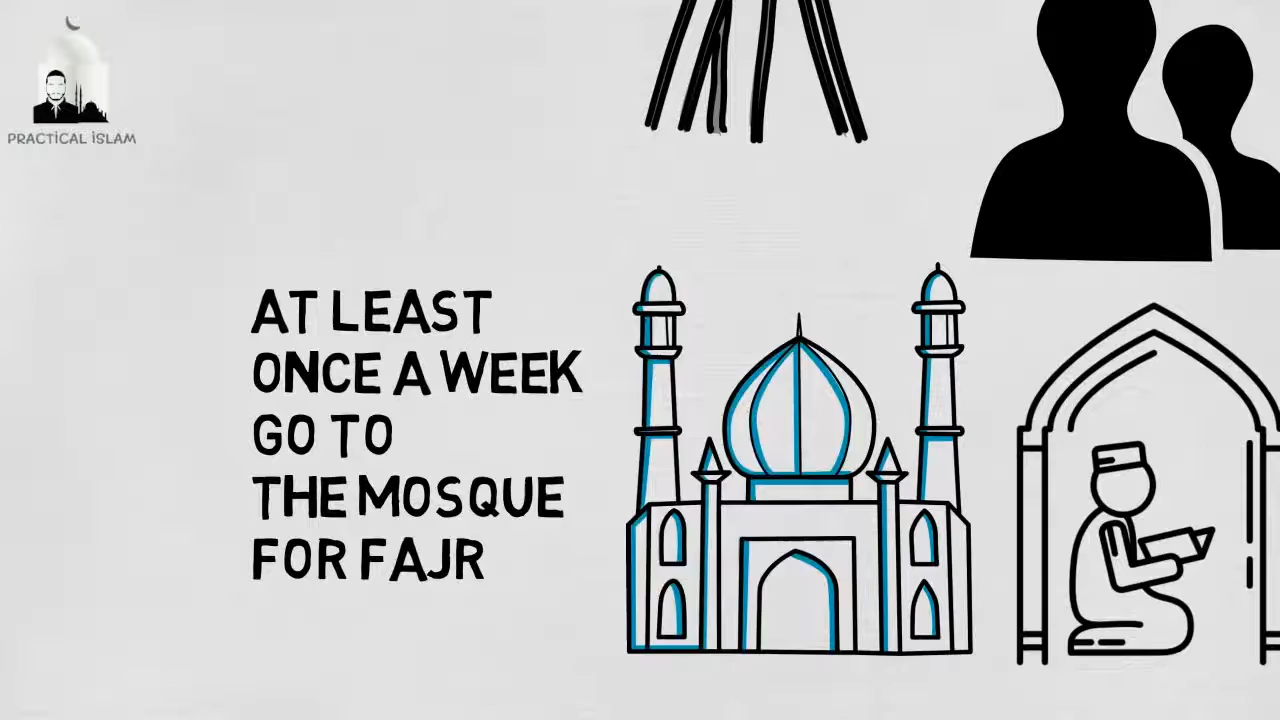 PRACTICAL ISLAM
AT LEAST
ONCE A WEEK
GO TO
THE MOSQUE
FOR FAJR